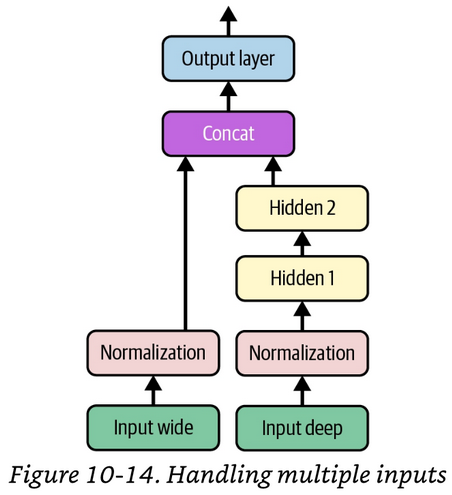 Output layer
Concat
Hidden 2
Hidden 1
Normalization
Normalization
Input wide
Input deep
Figure 10-14. Handling multiple inputs